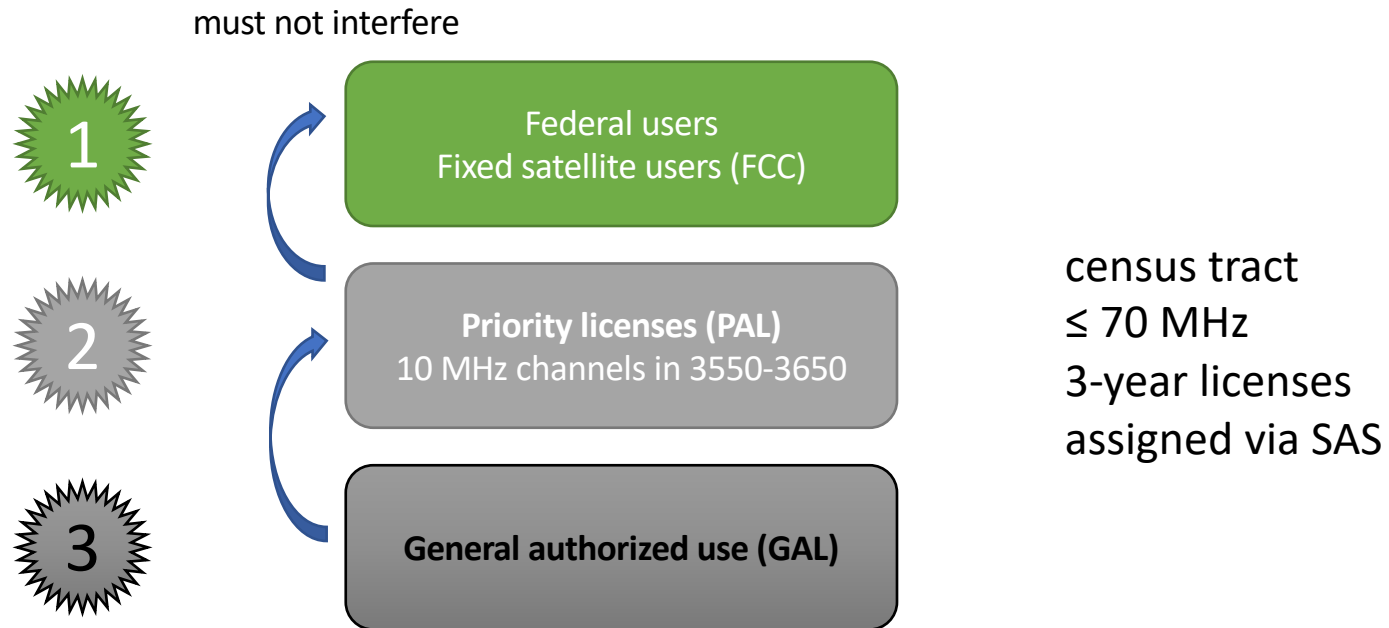 must not interfere
1
Federal users
Fixed satellite users (FCC)
2
Priority licenses (PAL)
10 MHz channels in 3550-3650
census tract
≤ 70 MHz
3-year licenses
assigned via SAS
3
General authorized use (GAL)